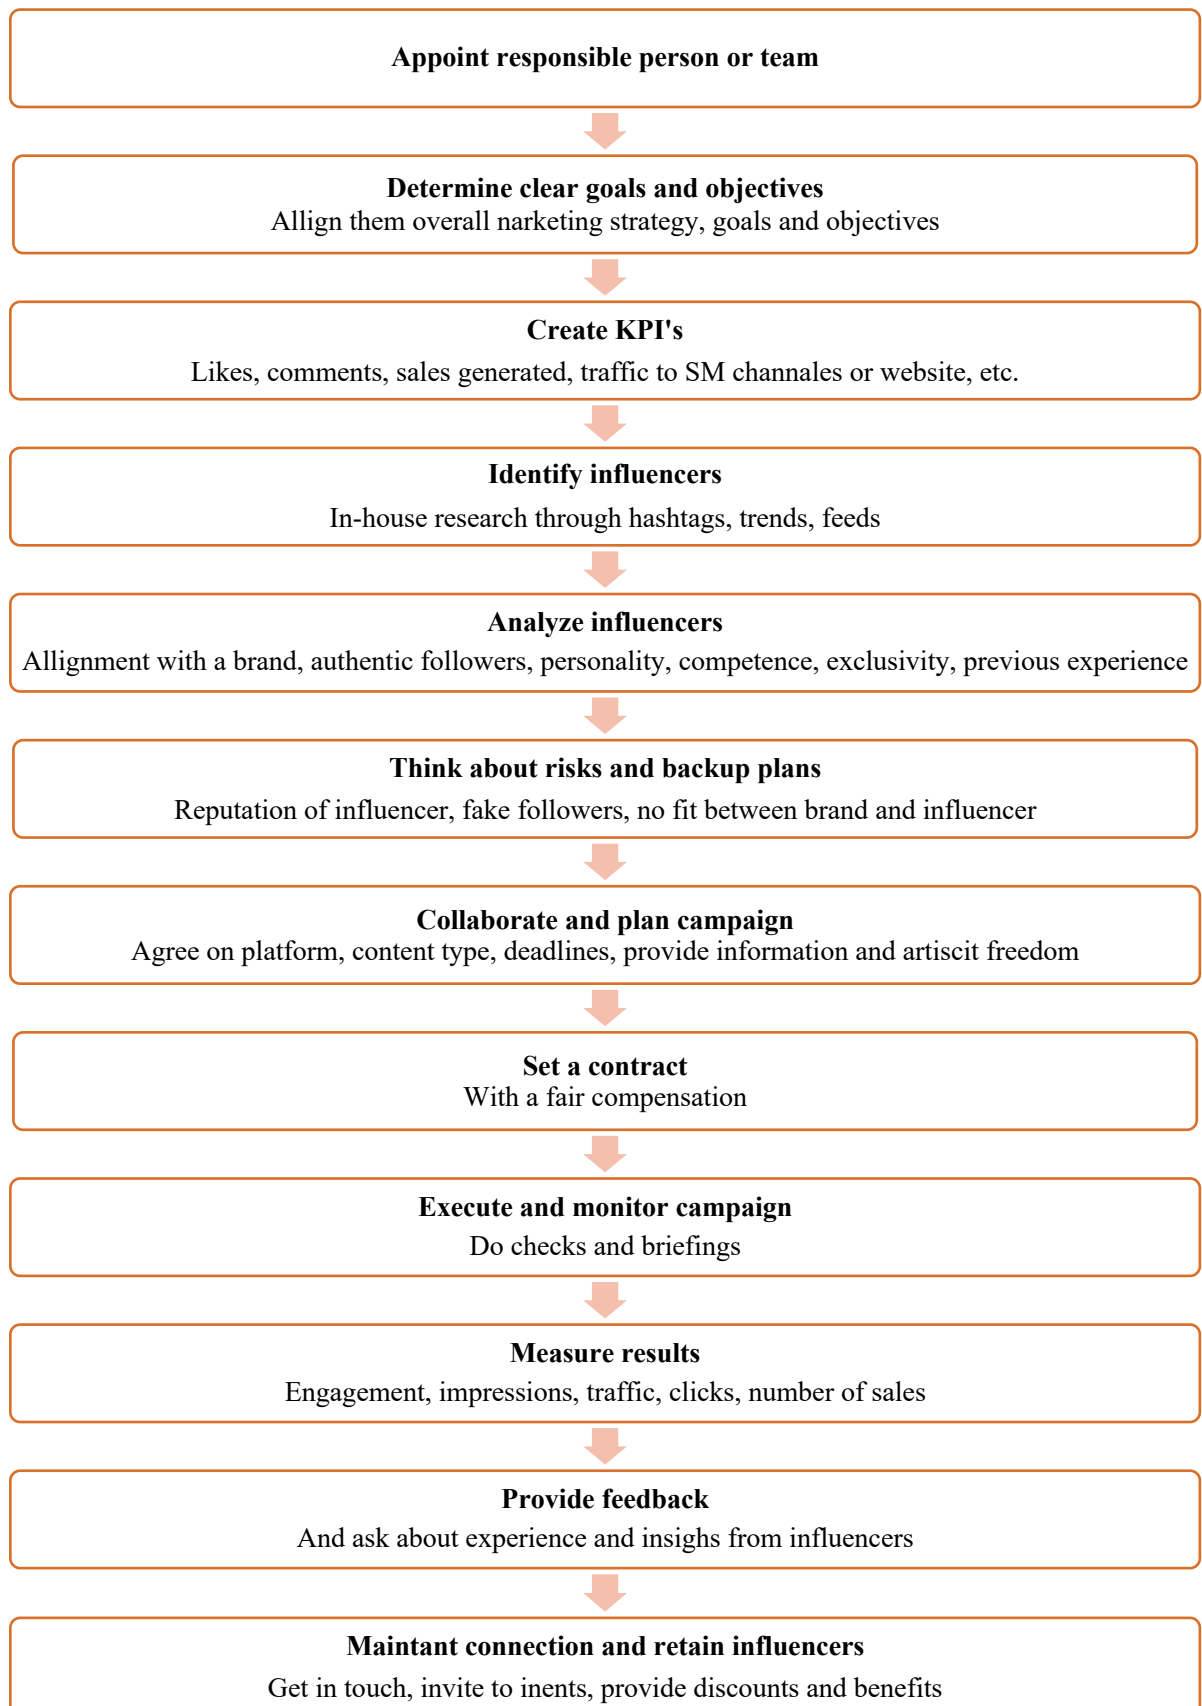 Appoint responsible person or team
Determine clear goals and objectives
Allign them overall narketing strategy, goals and objectives
Create KPI's
Likes, comments, sales generated, traffic to SM channales or website, etc.
Identify influencers
In-house research through hashtags, trends, feeds
Analyze influencers
Allignment with a brand, authentic followers, personality, competence, exclusivity, previous experience
Think about risks and backup plans
Reputation of influencer, fake followers, no fit between brand and influencer
Collaborate and plan campaign
Agree on platform, content type, deadlines, provide information and artiscit freedom
Set a contract
With a fair compensation
Execute and monitor campaign
Do checks and briefings
Measure results
Engagement, impressions, traffic, clicks, number of sales
Provide feedback
And ask about experience and insighs from influencers
Maintant connection and retain influencers
Get in touch, invite to inents, provide discounts and benefits